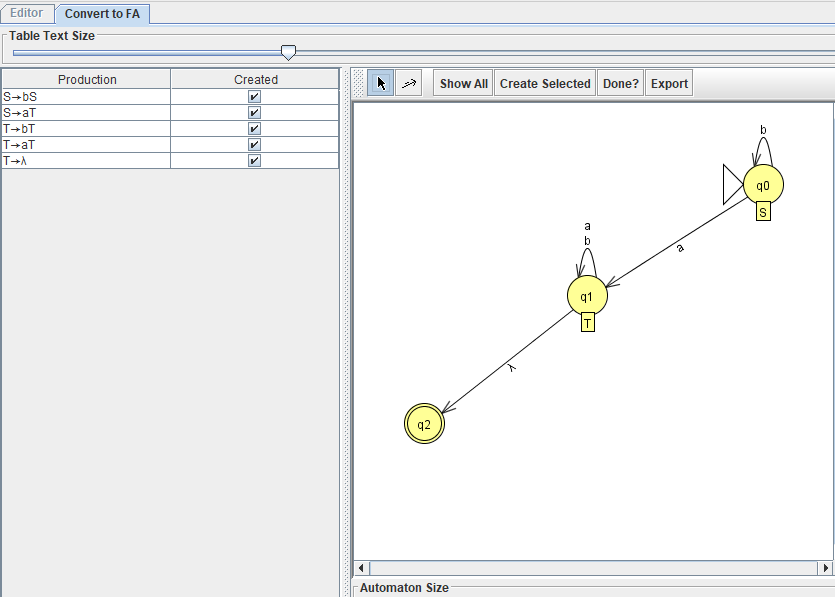 Editor
Convert to FA
Table Text Size
Production Created
S→bS
S→aT
T→bT
T→aT
T→λ
Show All Create Selected Done? Export
b
q0
S
a
a
b
q1
T
λ
q2
Automaton Size